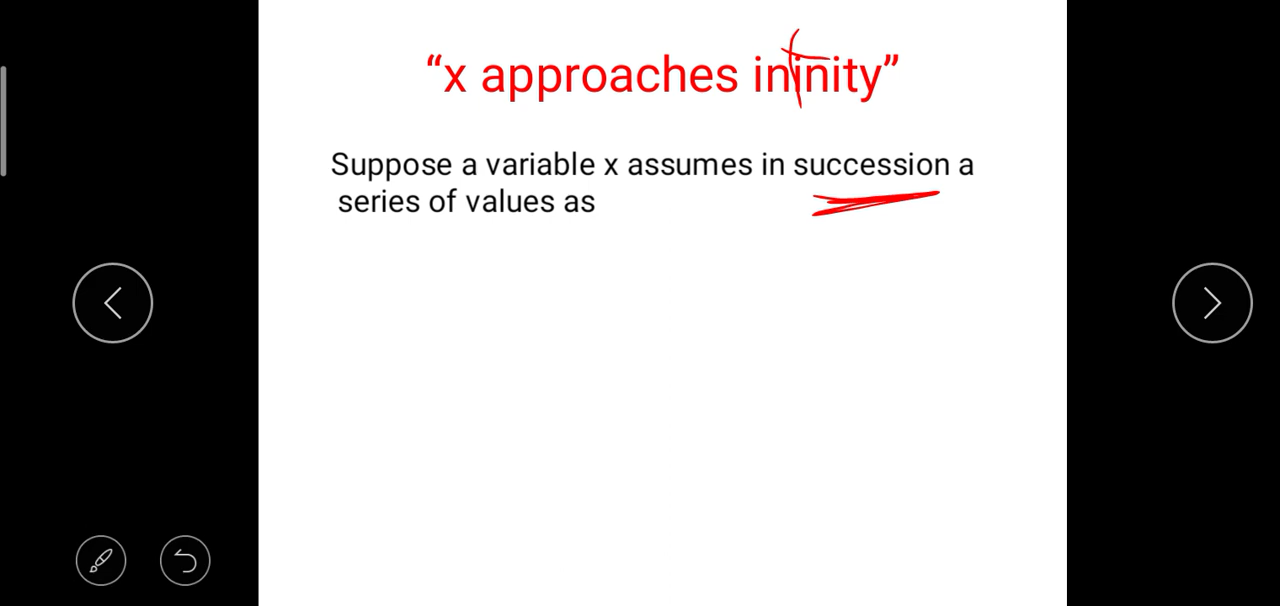 “x approaches infinity”
Suppose a variable x assumes in succession a
series of values as